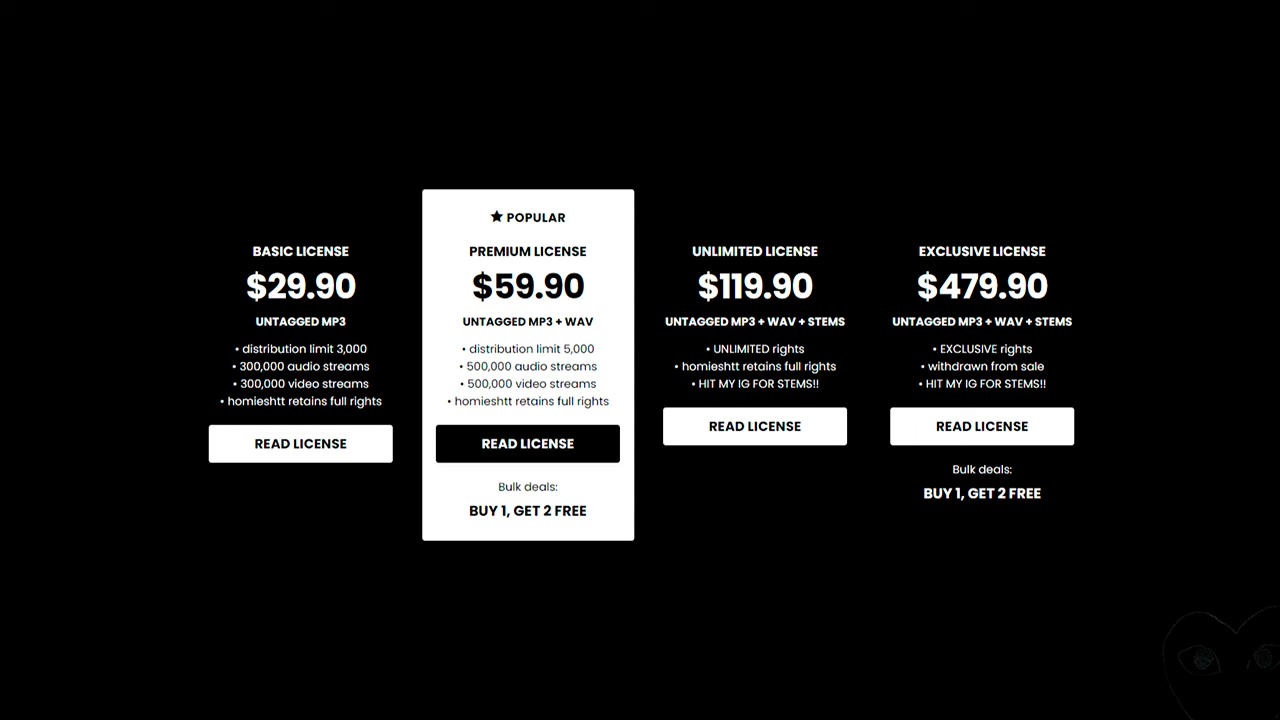 BASIC LICENSE
$29.90
UNTAGGED MP3
• distribution limit 3,000
• 300,000 audio streams
• 300,000 video streams
• homieshtt retains full rights
READ LICENSE
★ POPULAR
PREMIUM LICENSE
$59.90
UNTAGGED MP3 + WAV
• distribution limit 5,000
• 500,000 audio streams
• 500,000 video streams
• homieshtt retains full rights
READ LICENSE
Bulk deals:
BUY 1, GET 2 FREE
UNLIMITED LICENSE
$119.90
UNTAGGED MP3 + WAV + STEMS
• UNLIMITED rights
• homieshtt retains full rights
• HIT MY IG FOR STEMS!!
READ LICENSE
EXCLUSIVE LICENSE
$479.90
UNTAGGED MP3 + WAV + STEMS
• EXCLUSIVE rights
• withdrawn from sale
• HIT MY IG FOR STEMS!!
READ LICENSE
Bulk deals:
BUY 1, GET 2 FREE